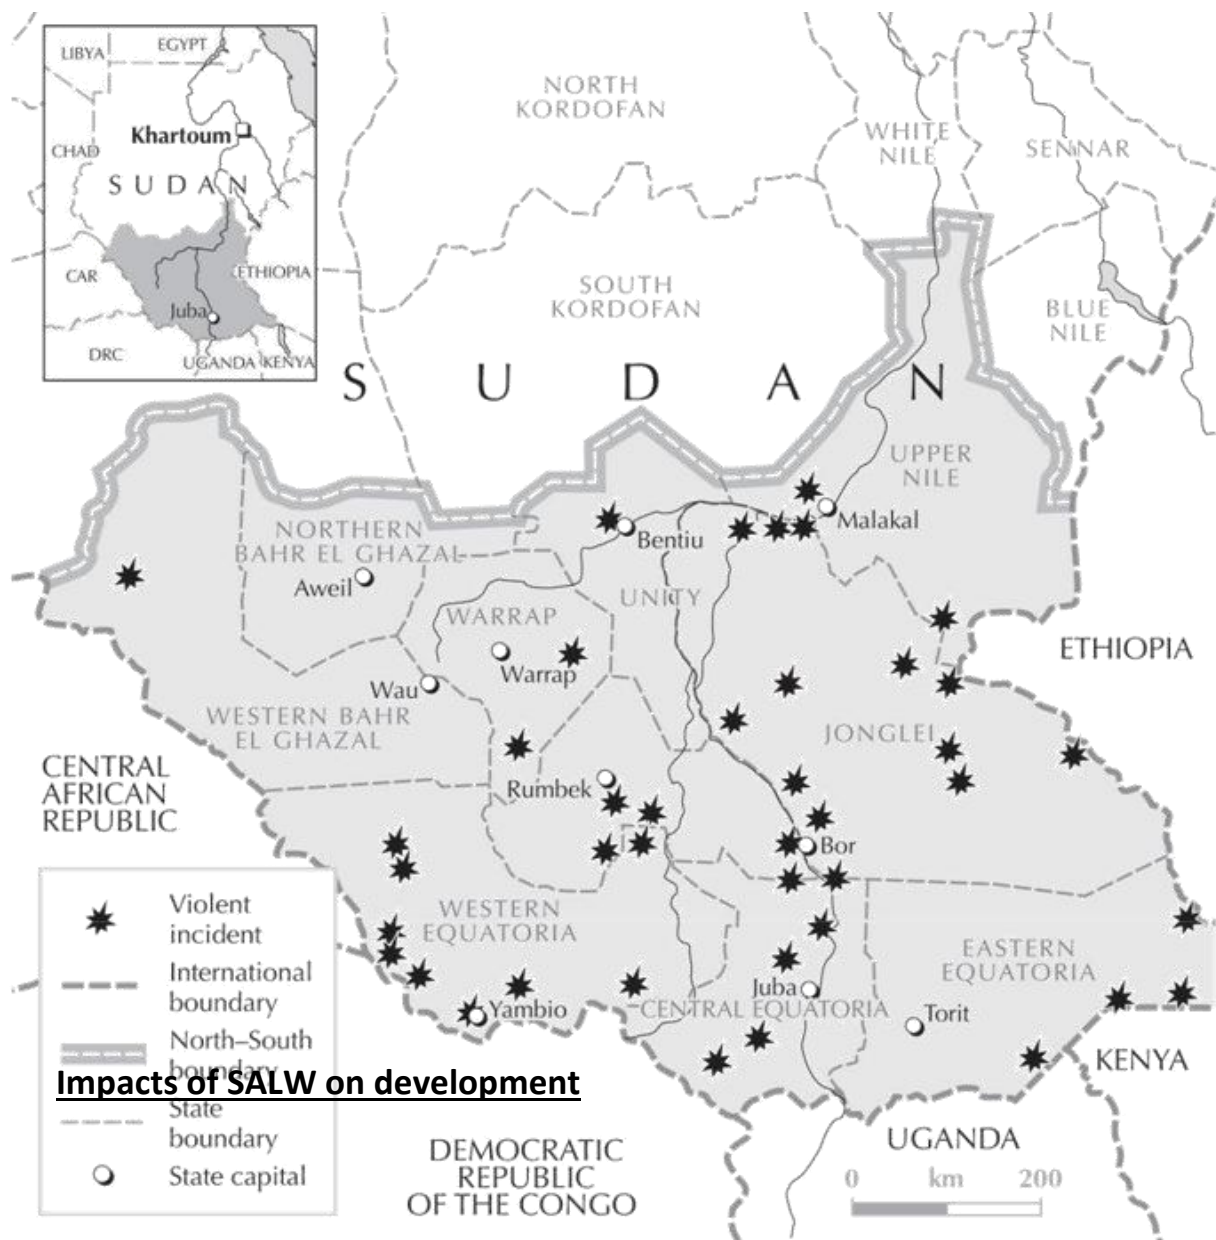 LIBYA
EGYPT
Khartoum
CHAD
SUDAN
CAR
ETHIOPIA
Juba
DRC
UGANDA
KENYA
NORTH
KORDOFAN
WHITE
NILE
SENNAR
SOUTH
KORDOFAN
BLUE
NILE
SUDAN
UPPER
NILE
NORTHERN
BAHR EL GHAZAL
Aweil
Bentiu
Malakal
UNITY
WARRAP
Warrap
Wau
ETHIOPIA
WESTERN BAHR
EL GHAZAL
JONGLEI
CENTRAL
AFRICAN
REPUBLIC
Rumbek
Bor
WESTERN
EQUATORIA
EASTERN
EQUATORIA
Juba
CENTRAL EQUATORIA
Yambio
Torit
KENYA
UGANDA
DEMOCRATIC
REPUBLIC
OF THE CONGO
Violent
incident
International
boundary
North–South
boundary
Impacts of SALW on development
State
boundary
State capital
0 km 200